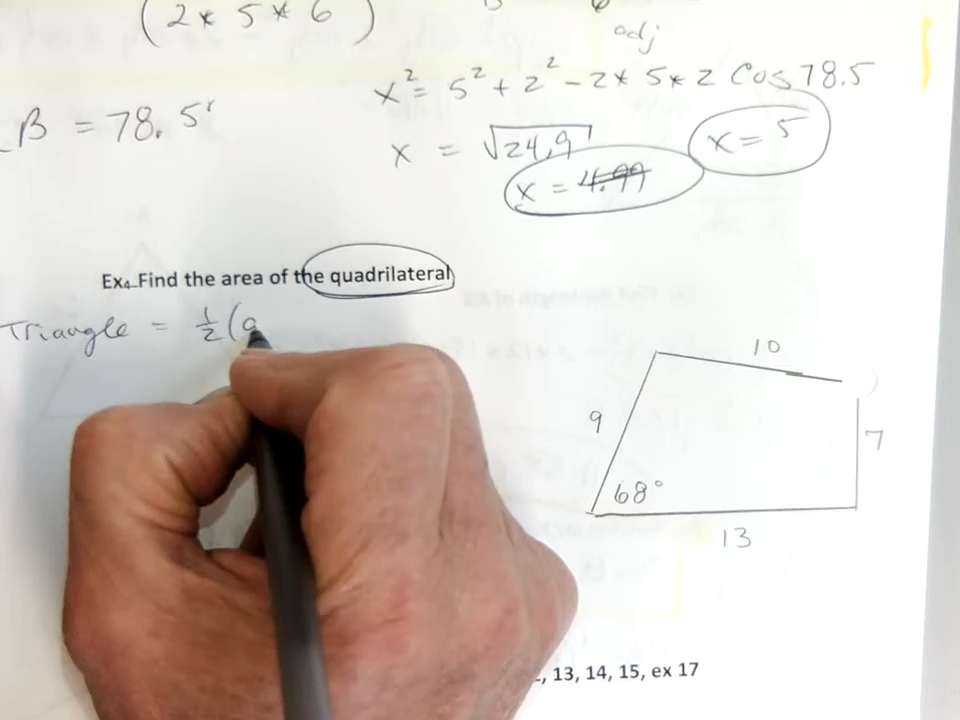 (2 * 5 * 6)
adj
x² = 5² + 2² - 2* 5* 2 Cos 78.5
B = 78.5
x = √24.9
x = 5
x = 4.99
Ex4 Find the area of the quadrilateral
Triangle = ½(a
10
9
7
68°
13
, 13, 14, 15, ex 17